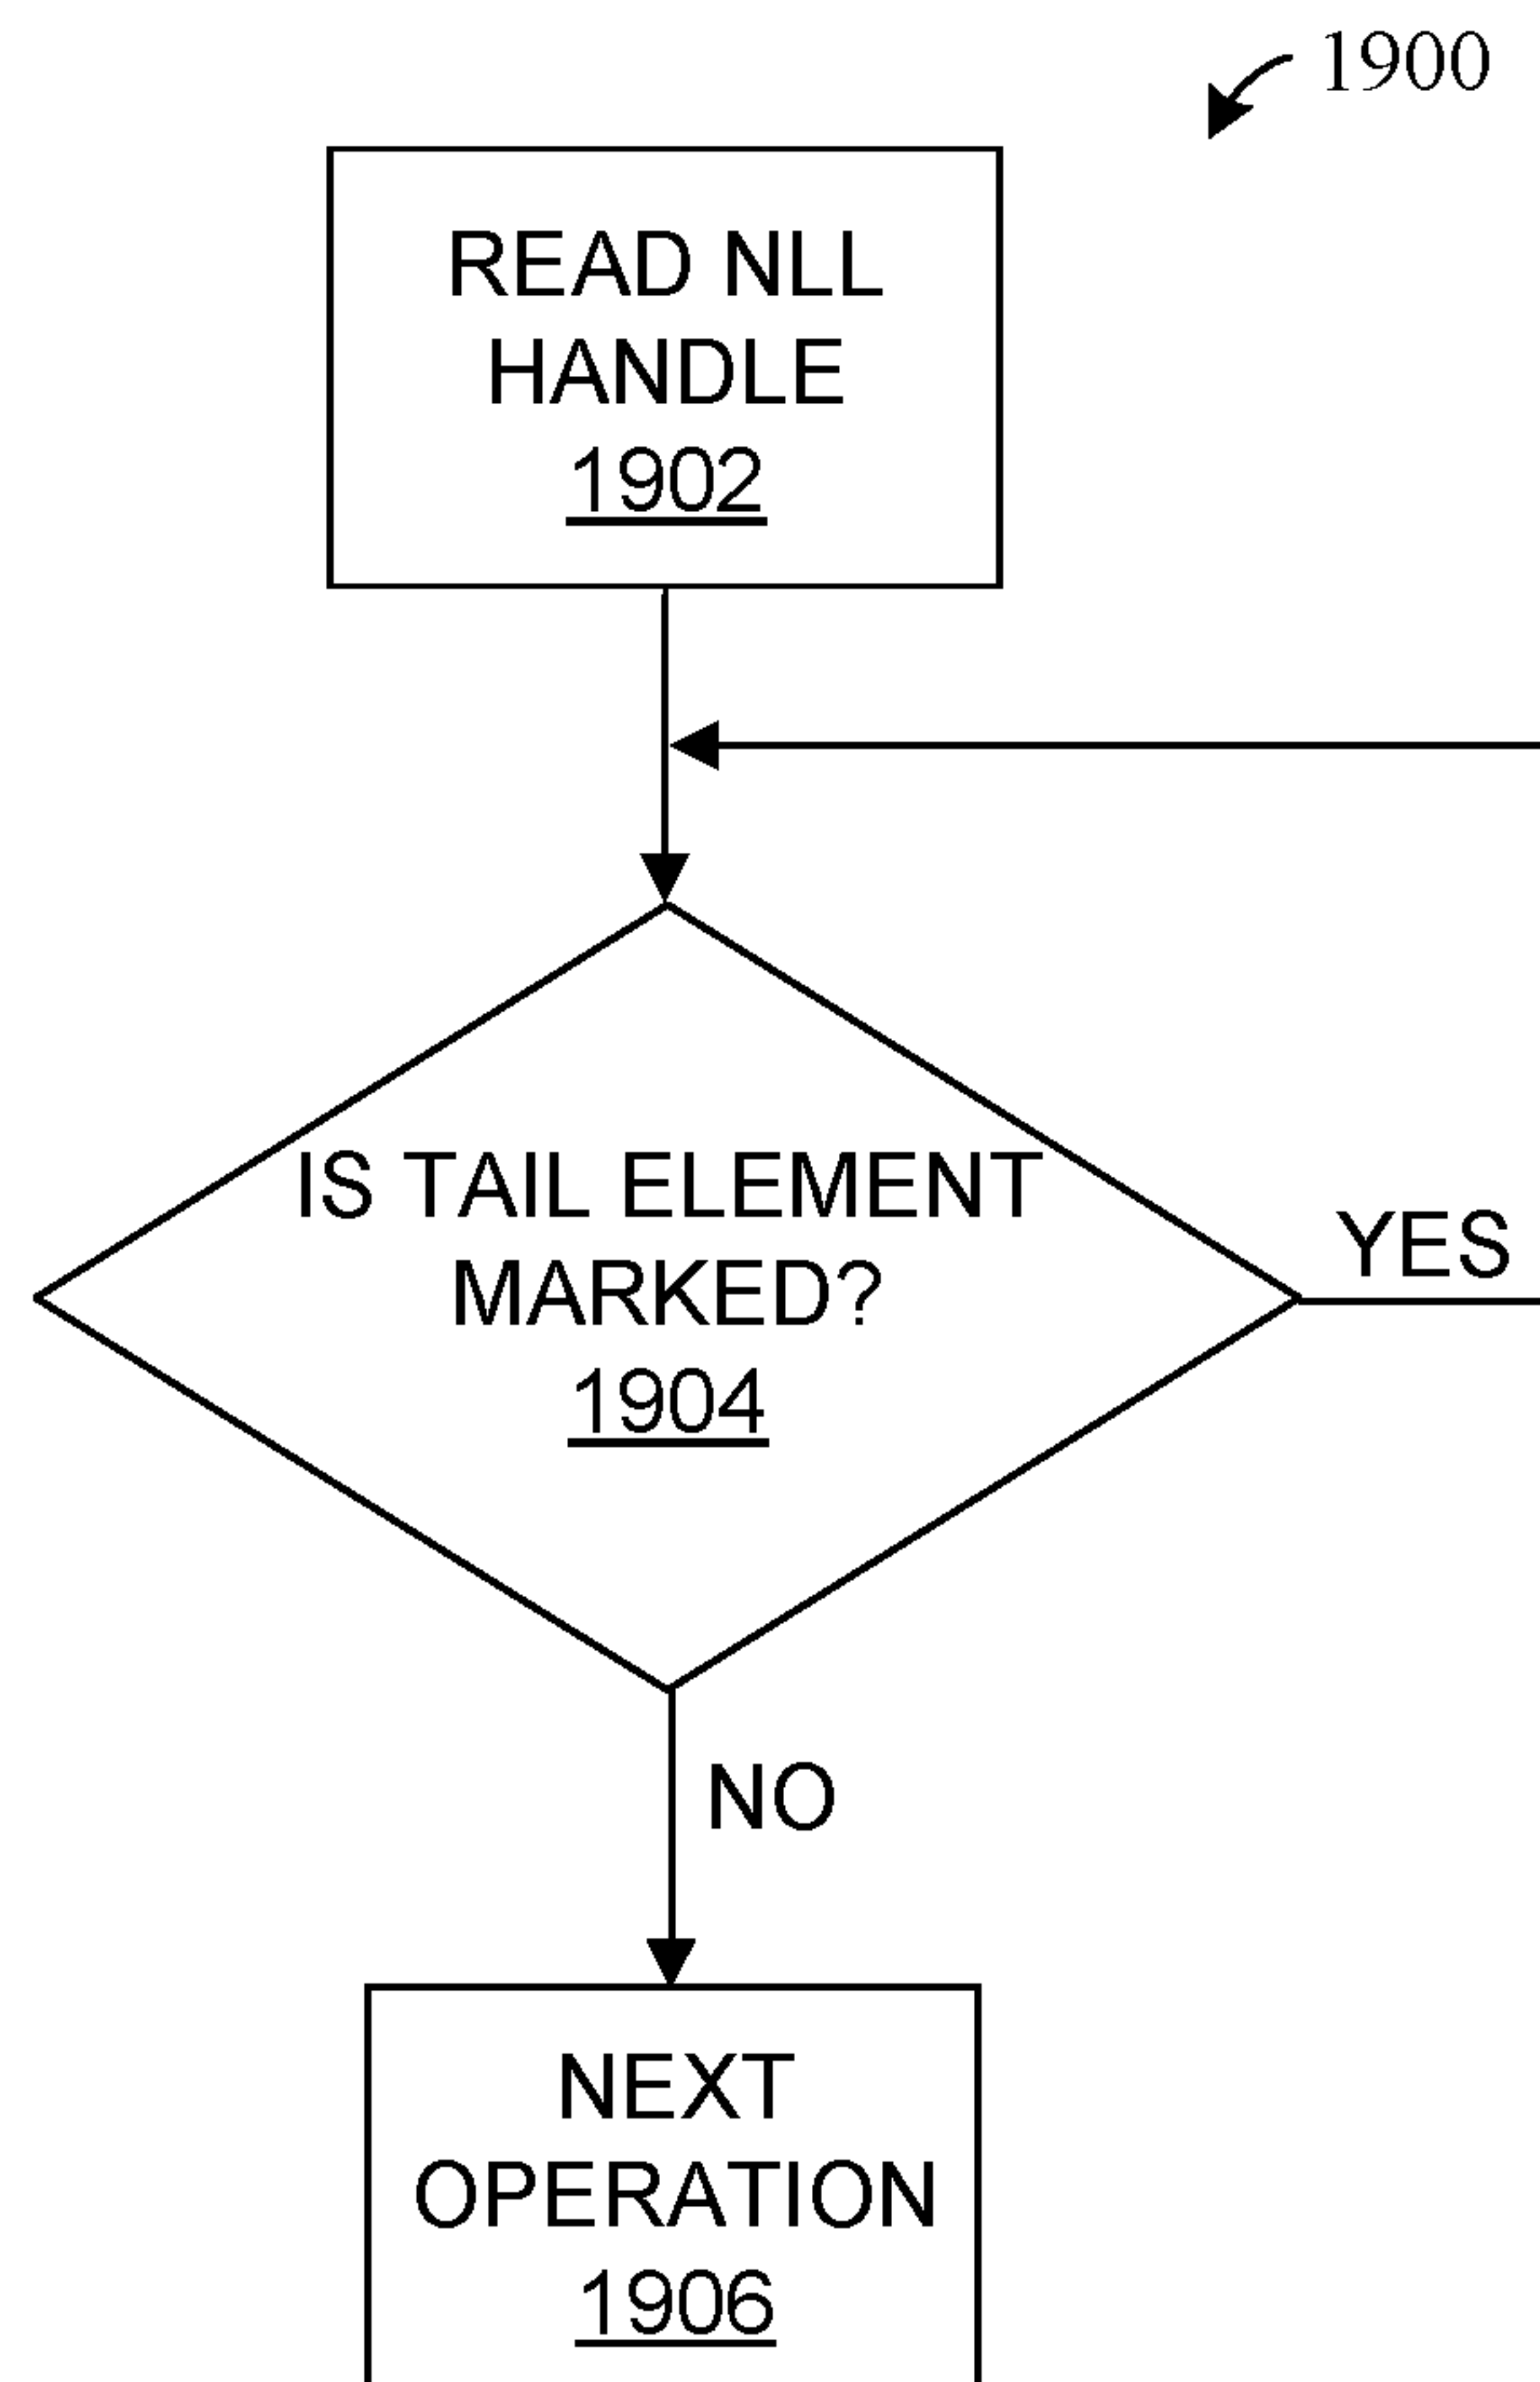 1900
READ NLL
HANDLE
1902
IS TAIL ELEMENT
MARKED?
1904
YES
NO
NEXT
OPERATION
1906